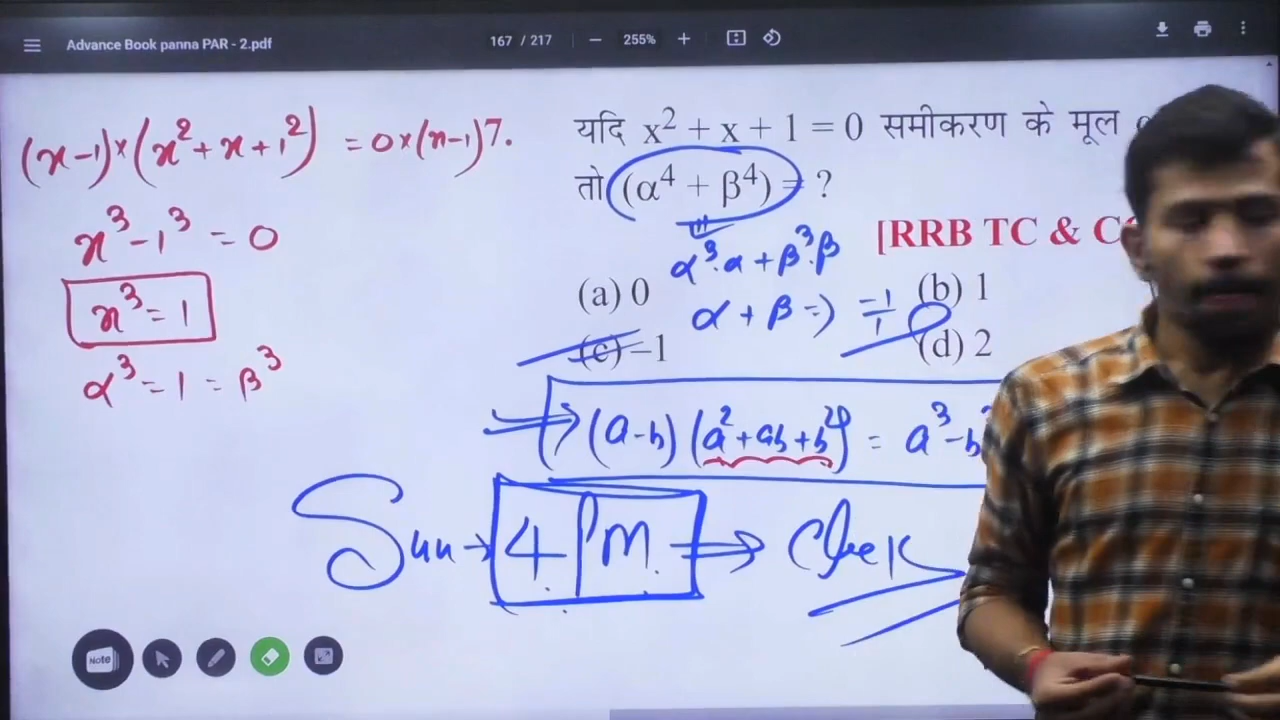 Advance Book panna PAR - 2.pdf
167 / 217
255%
(x-1)×(x²+x+1²) = 0×(x-1)7.
x³-1³ = 0
x³ = 1
α³ = 1 = β³
यदि x² + x + 1 = 0 समीकरण के मूल
तो (α⁴ + β⁴) = ?
[RRB TC & C
α³.α + β³.β
(a) 0
(b) 1
α + β =) -1/1
(c) -1
(d) 2
(a-b) (a²+ab+b²) = a³-b
Sun → 4 PM → Chek
Note